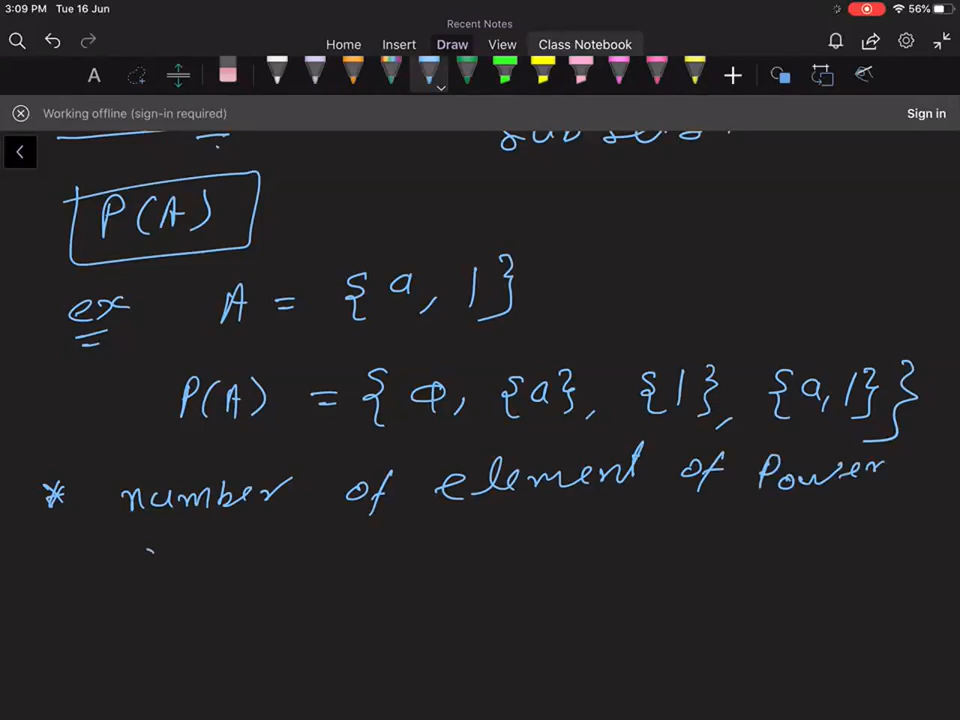 3:09 PM Tue 16 Jun 56%
Recent Notes
Home Insert Draw View Class Notebook
A
Working offline (sign-in required) Sign in
subsets.
P(A)
ex A = {a, 1}
P(A) = {φ, {a}, {1}, {a, 1}}
* number of element of Power